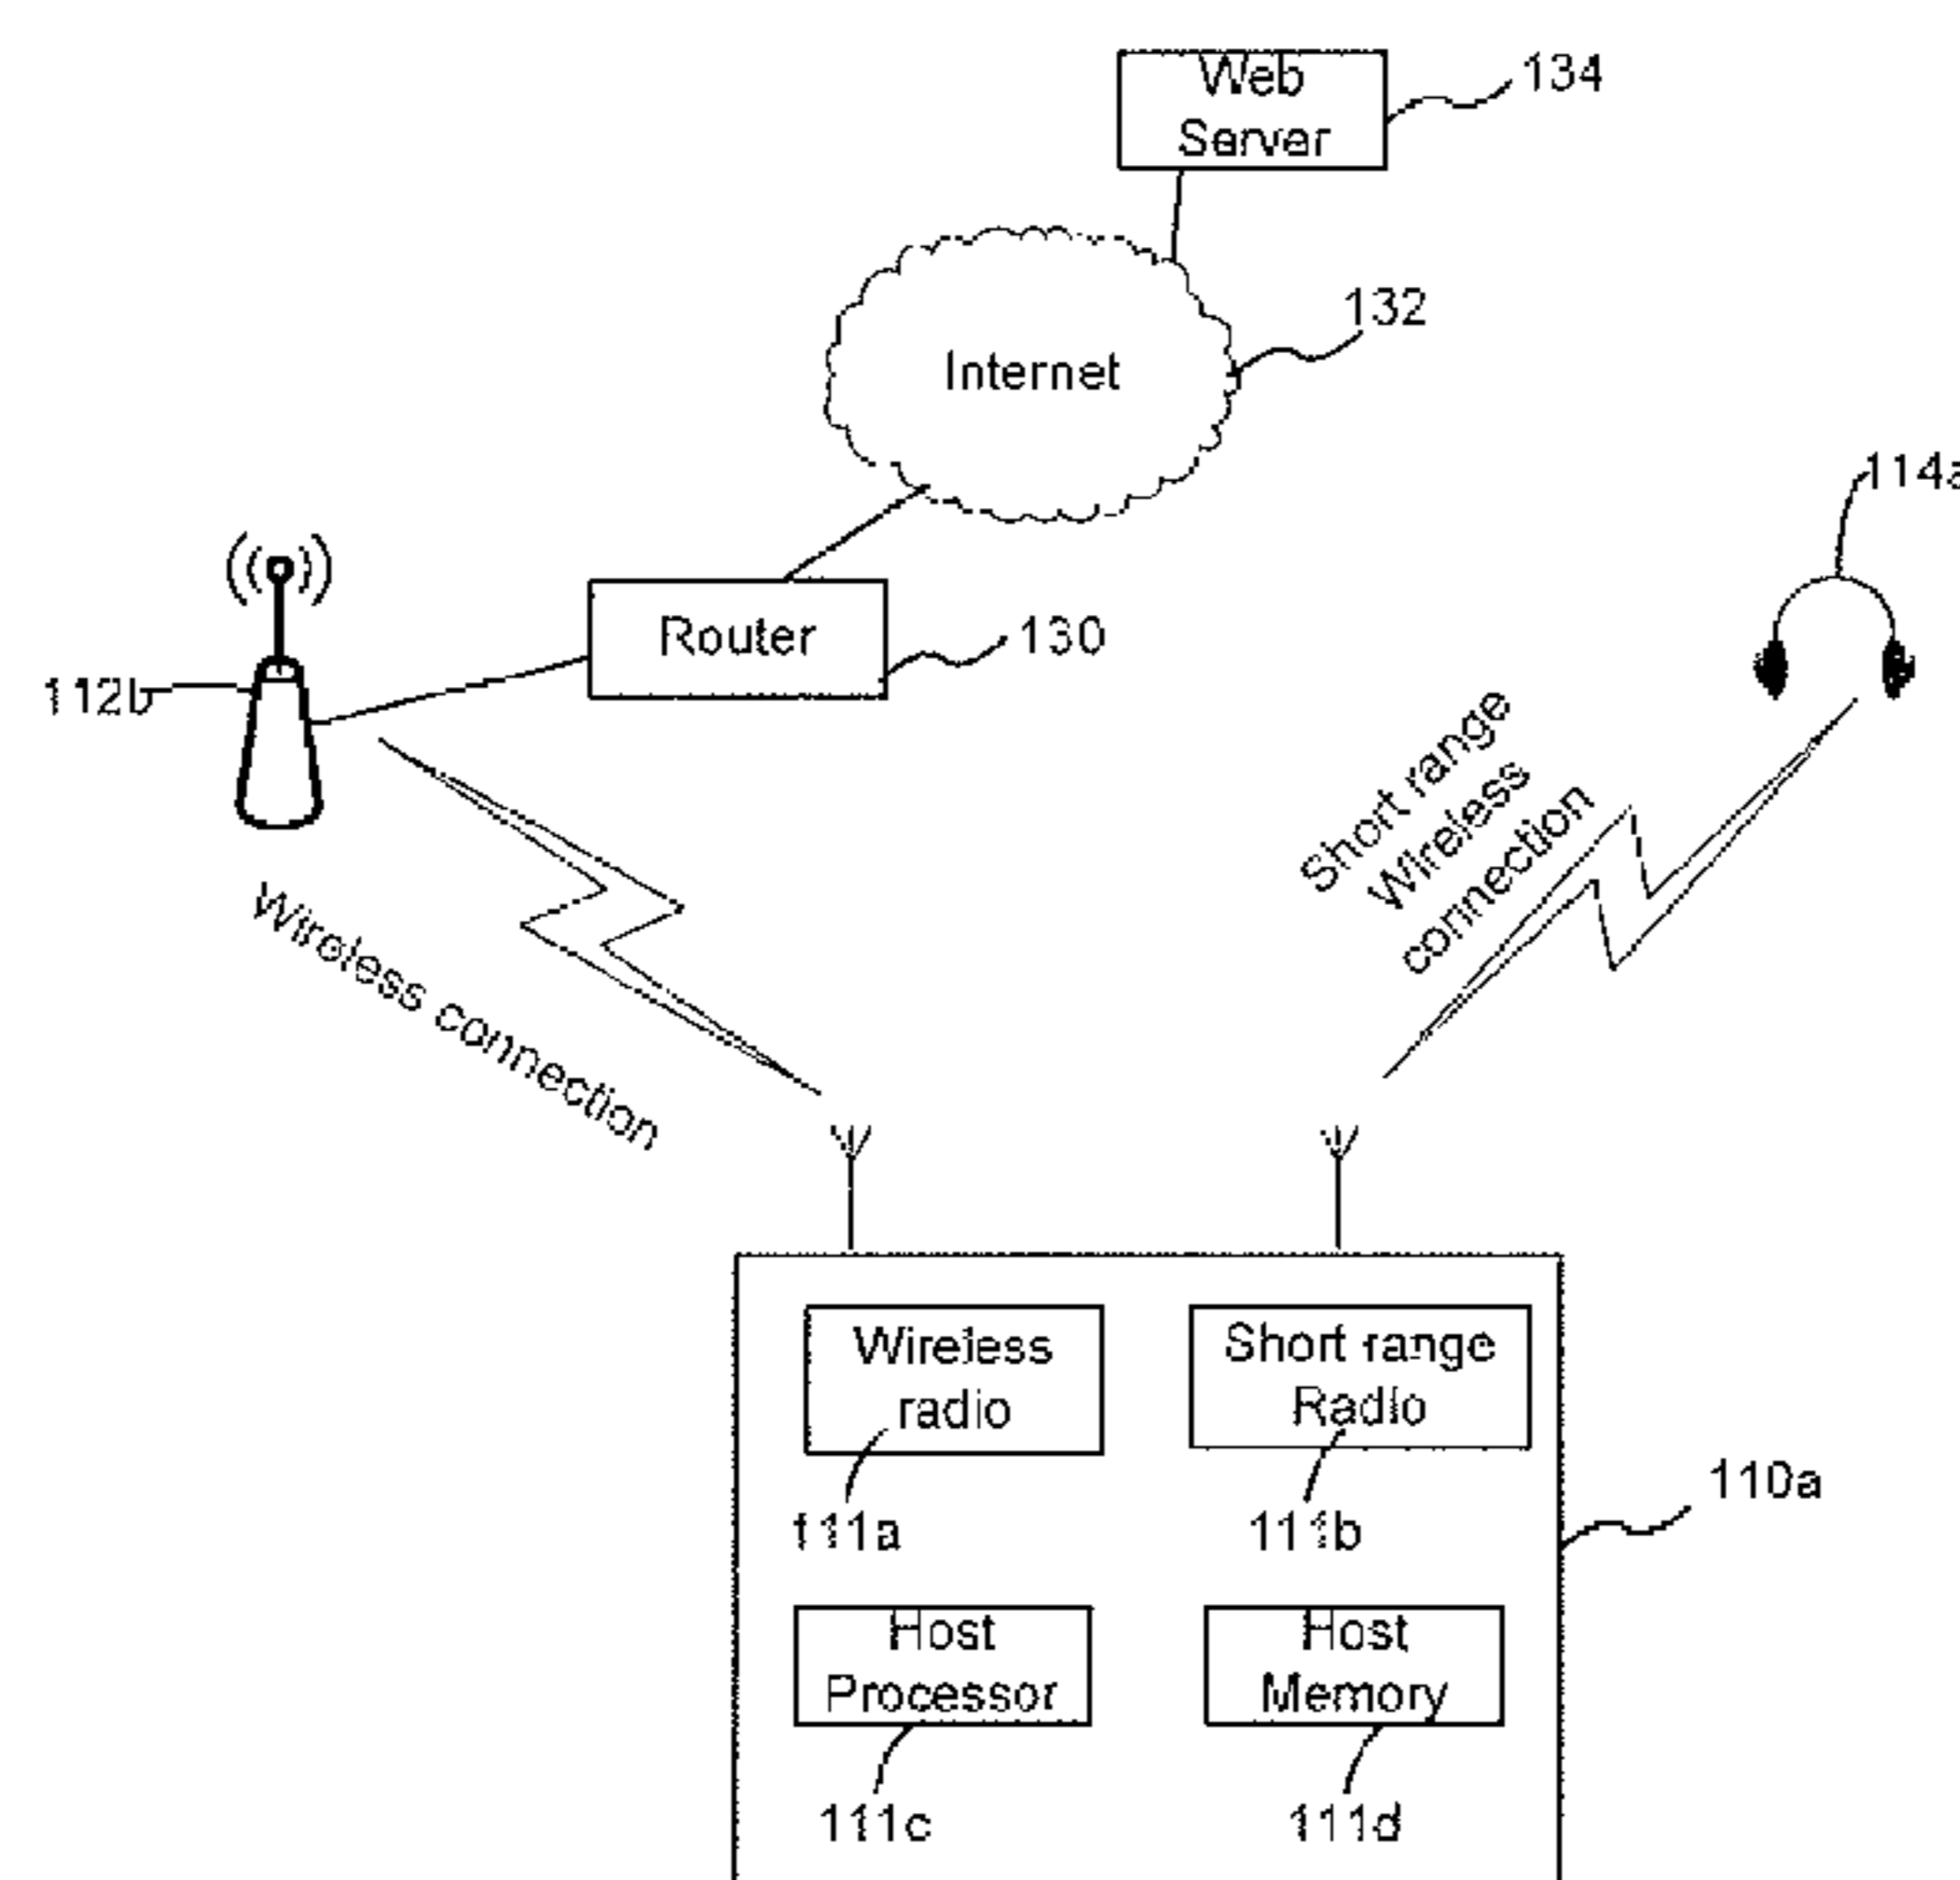 Web
Server
134
132
Internet
114a
Router
130
112b
Short range
Wireless
connection
Wireless connection
Wireless
radio
Short range
Radio
110a
111a
111b
Host
Processor
Host
Memory
111c
111d